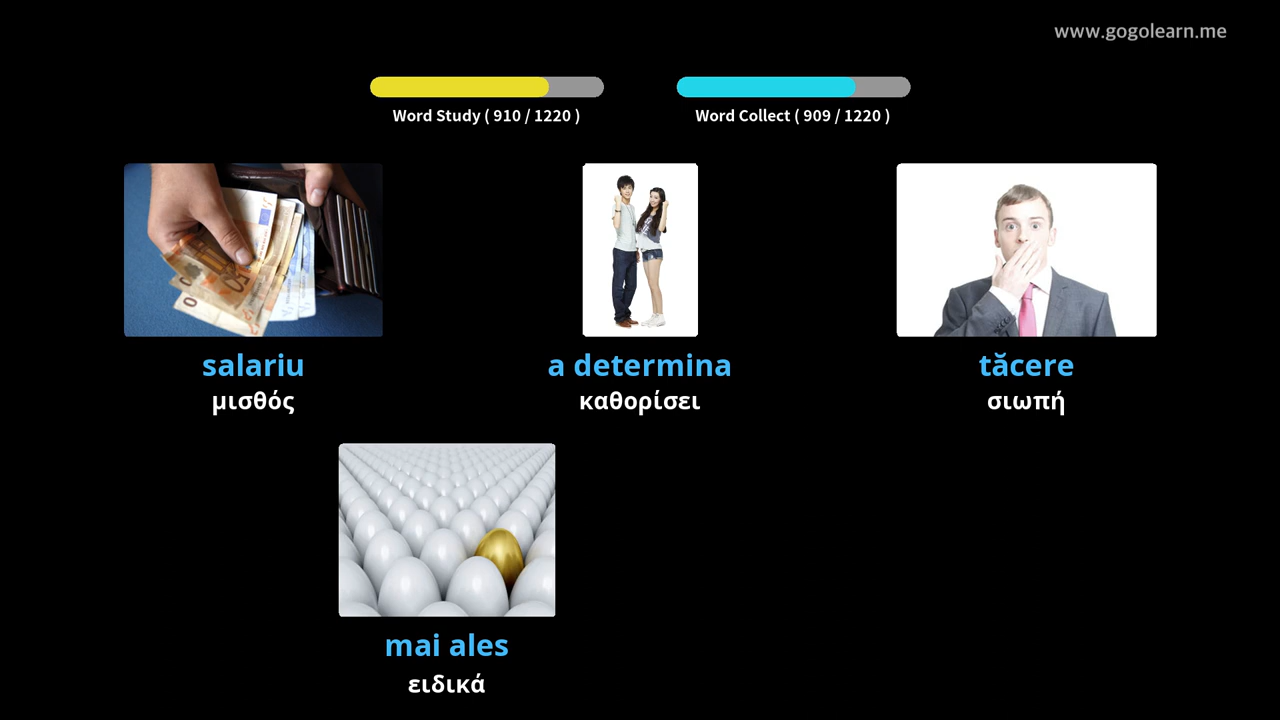 www.gogolearn.me
Word Study ( 910 / 1220 )
Word Collect ( 909 / 1220 )
salariu
μισθός
a determina
καθορίσει
tăcere
σιωπή
mai ales
ειδικά